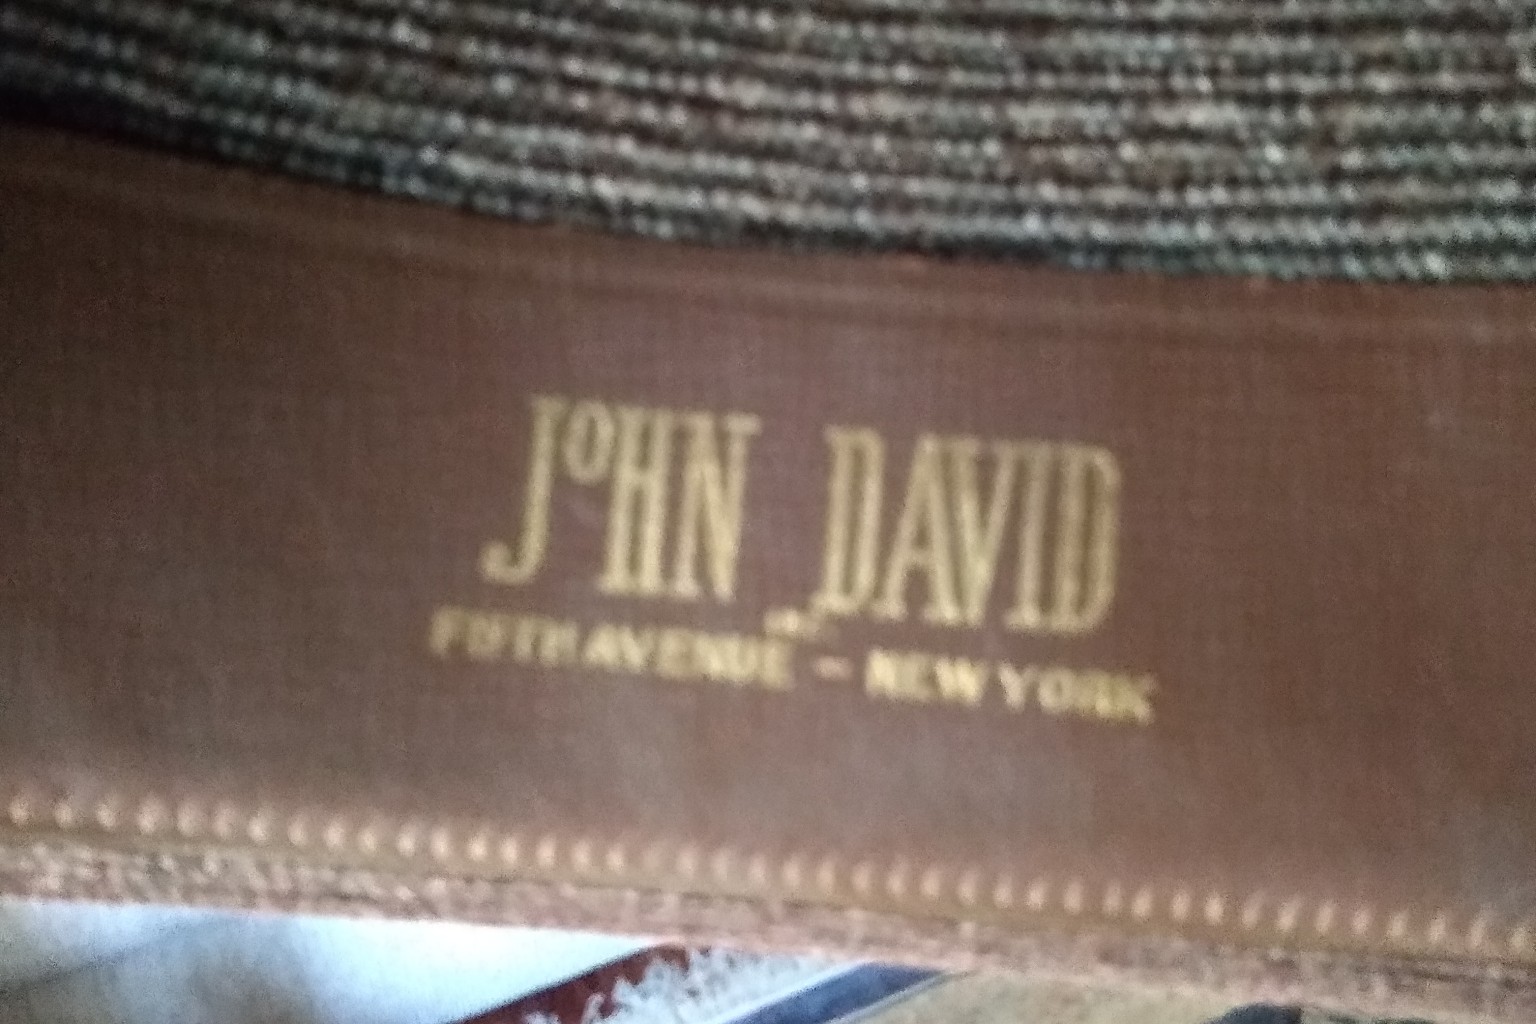 JOHN DAVID
FIFTH AVENUE - NEW YORK